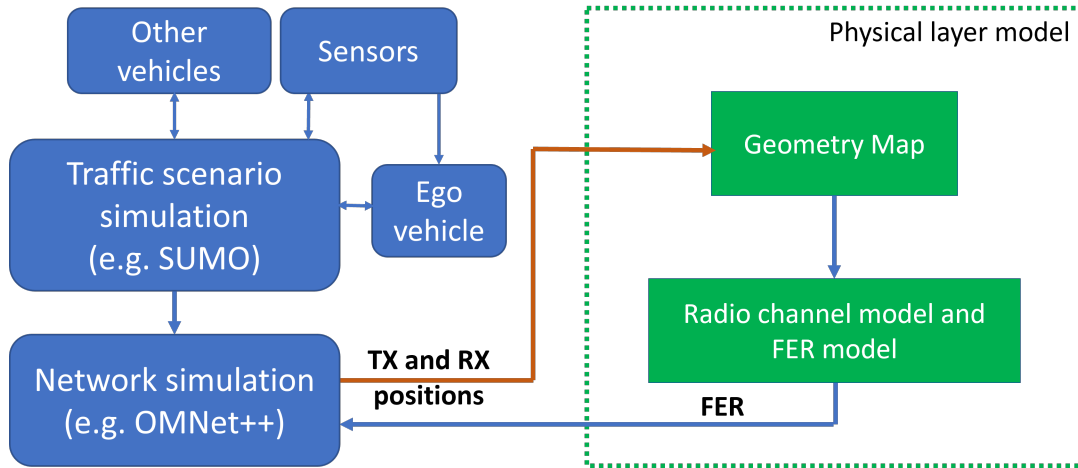 Other
vehicles
Sensors
Physical layer model
Geometry Map
Traffic scenario
simulation
(e.g. SUMO)
Ego
vehicle
Radio channel model and
FER model
Network simulation
(e.g. OMNet++)
TX and RX
positions
FER